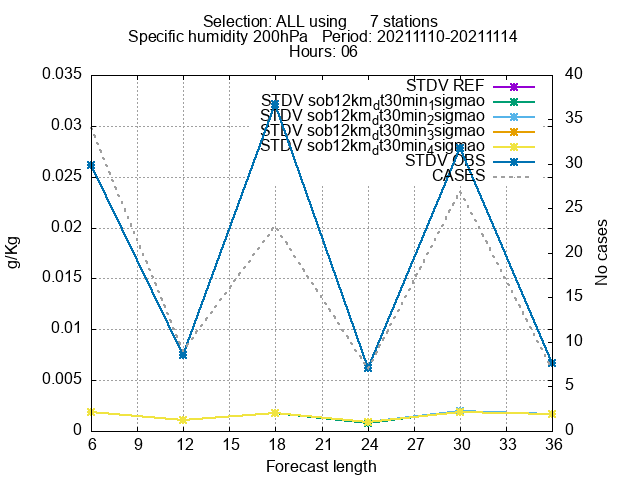 Selection: ALL using 7 stations
Specific humidity 200hPa Period: 20211110-20211114
Hours: 06
0.035
0.03
0.025
0.02
0.015
0.01
0.005
0
g/Kg
STDV REF
STDV sob12km_dt30min_1sigmao
STDV sob12km_dt30min_2sigmao
STDV sob12km_dt30min_3sigmao
STDV sob12km_dt30min_4sigmao
STDV OBS
CASES
40
35
30
25
20
15
10
5
0
No cases
6 9 12 15 18 21 24 27 30 33 36
Forecast length